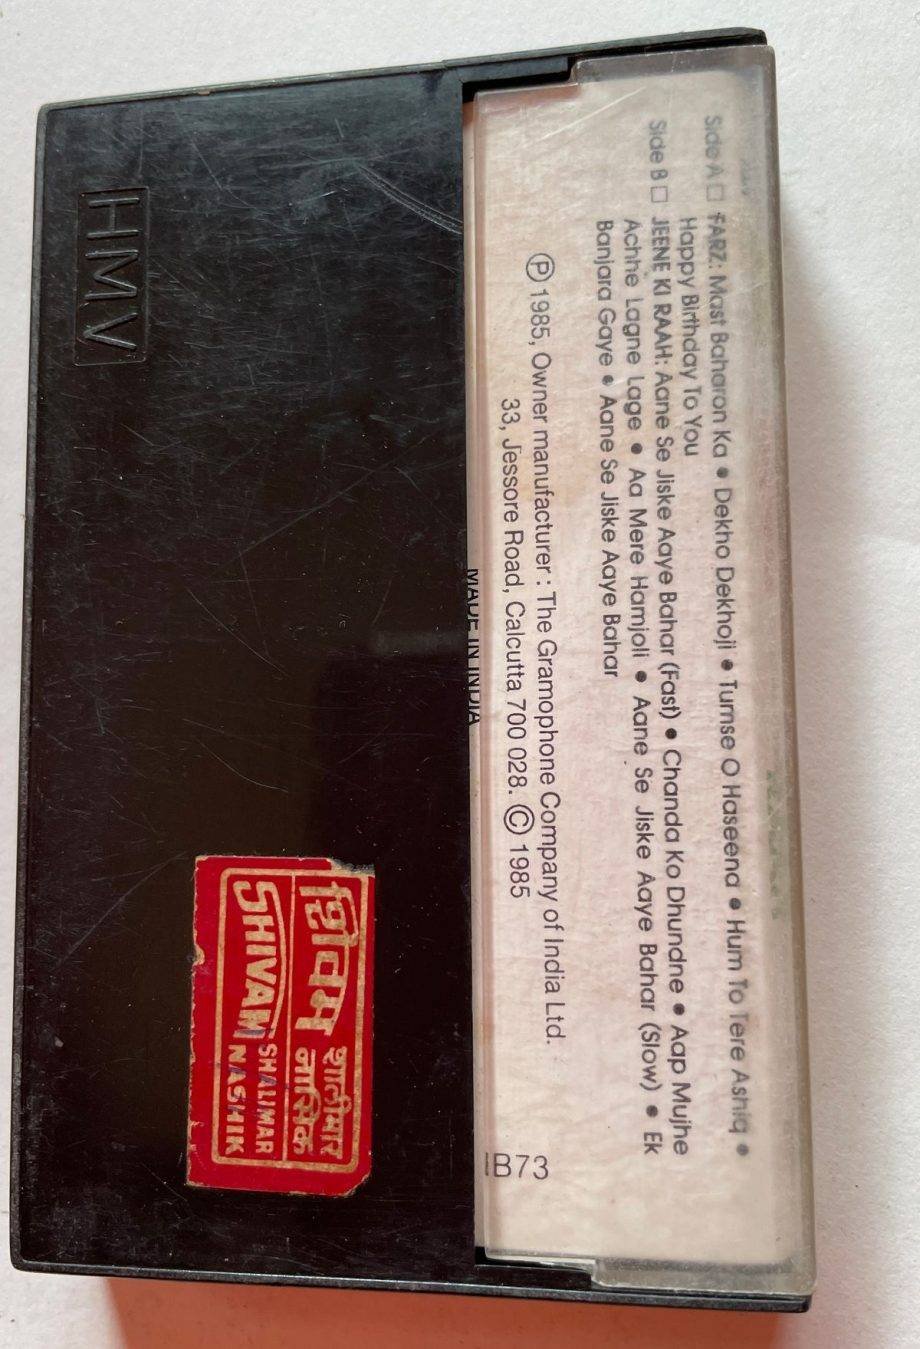 Side A □ FARZ: Mast Baharon Ka • Dekho Dekhoji • Tumse O Haseena • Hum To Tere Ashiq •
Happy Birthday To You
Side B □ JEENE KI RAAH: Aane Se Jiske Aaye Bahar (Fast) • Chanda Ko Dhundne • Aap Mujhe
Achhe Lagne Lage • Aa Mere Hamjoli • Aane Se Jiske Aaye Bahar (Slow) • Ek
Banjara Gaye • Aane Se Jiske Aaye Bahar
Ⓟ 1985, Owner manufacturer : The Gramophone Company of India Ltd.
33, Jessore Road, Calcutta 700 028. © 1985
B73
MADE IN INDIA
शिवम शालीमार
नासिक
SHIVAM SHALIMAR
NASHIK
HMV